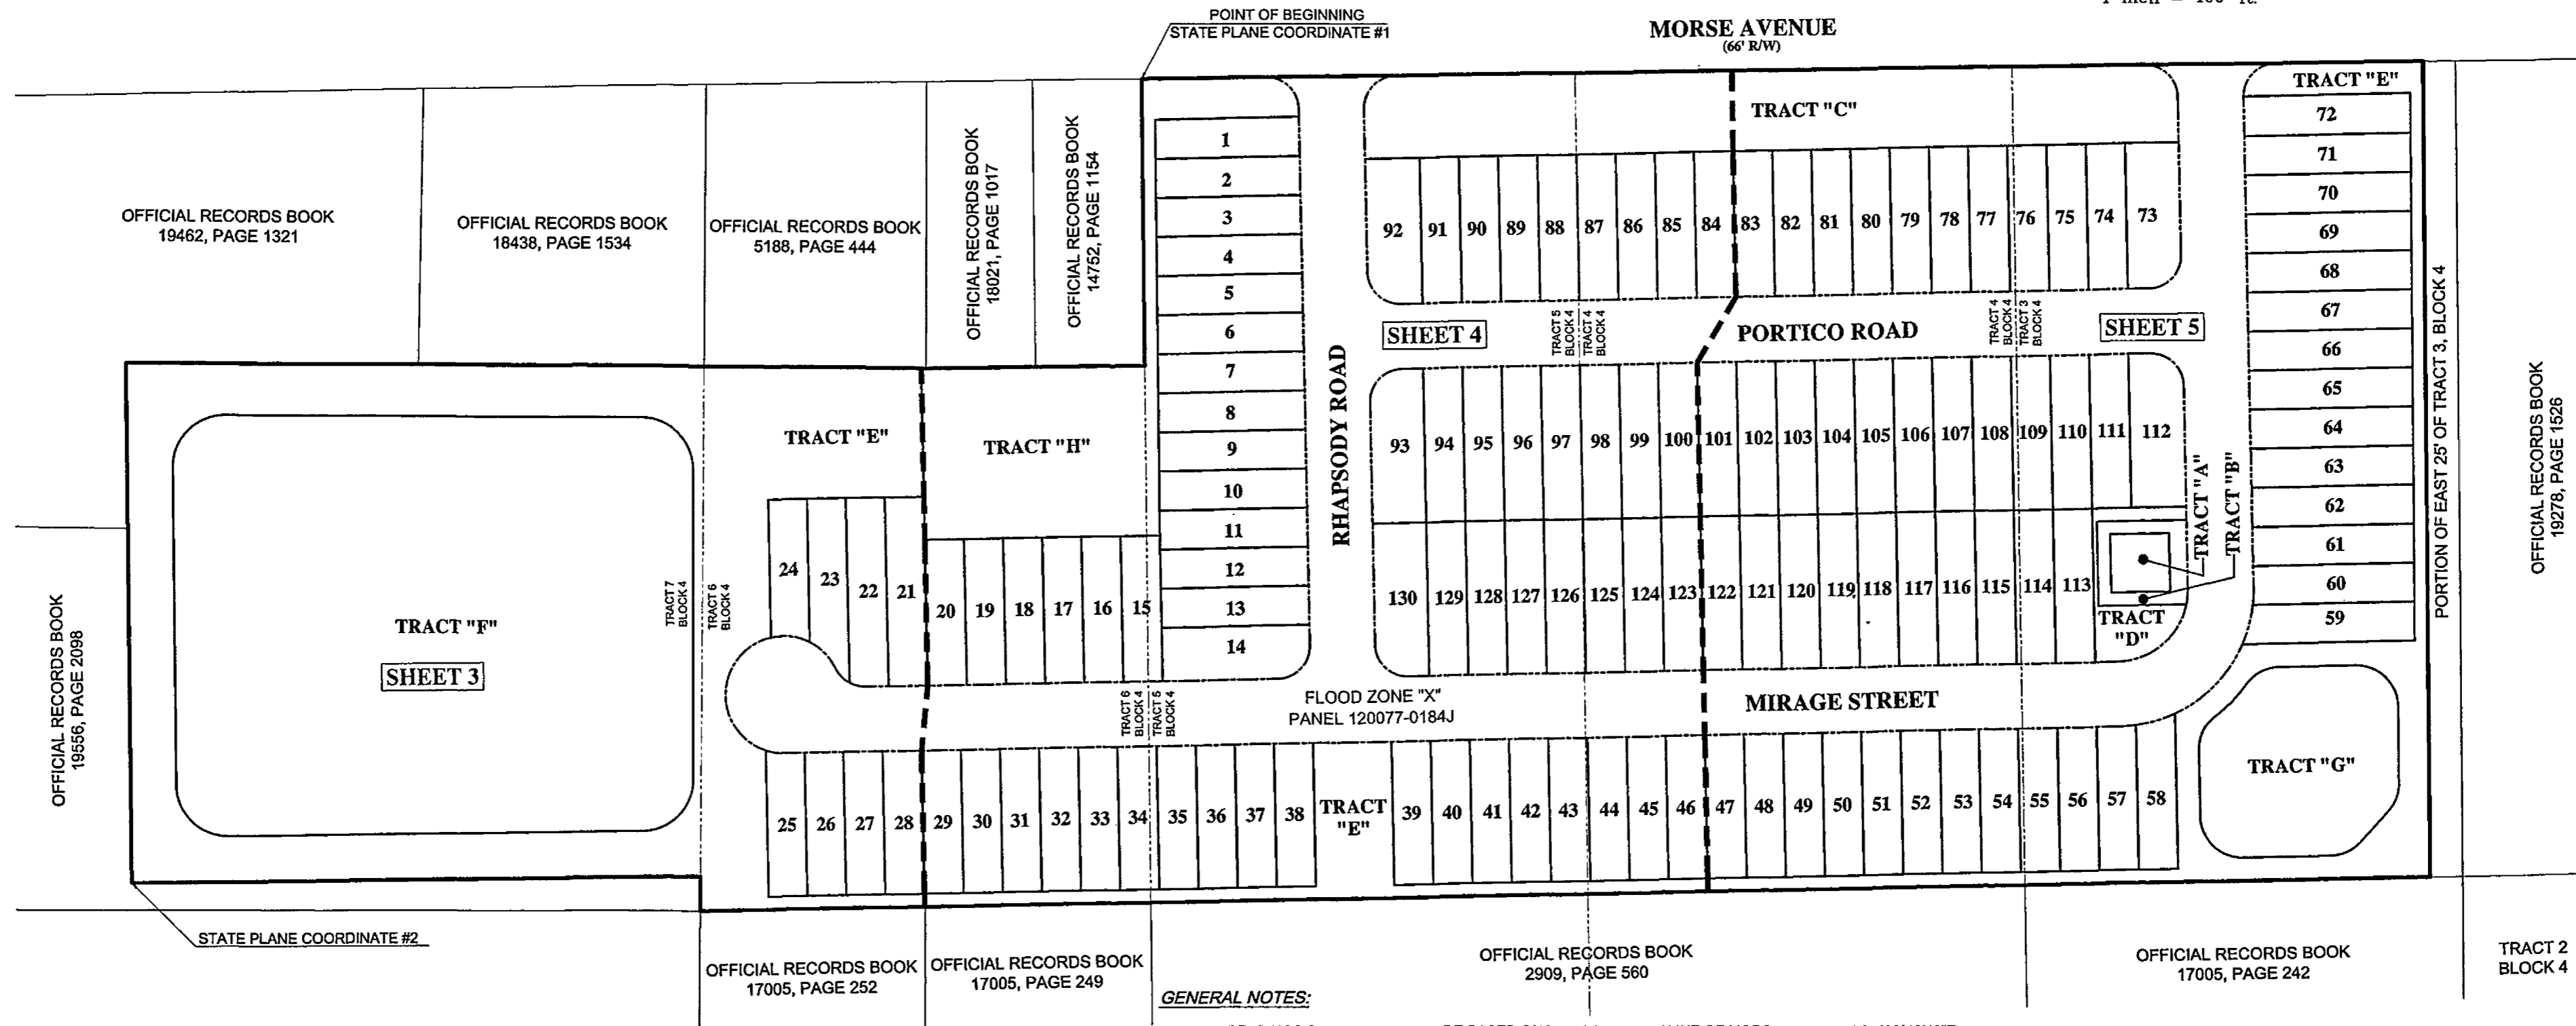 POINT OF BEGINNING
STATE PLANE COORDINATE #1
MORSE AVENUE
(66' R/W)
OFFICIAL RECORDS BOOK
19462, PAGE 1321
OFFICIAL RECORDS BOOK
18438, PAGE 1534
OFFICIAL RECORDS BOOK
5188, PAGE 444
OFFICIAL RECORDS BOOK
18021, PAGE 1017
OFFICIAL RECORDS BOOK
14752, PAGE 1154
1
2
3
4
5
6
7
8
9
10
11
12
13
14
RHAPSODY ROAD
TRACT "C"
92 91 90 89 88 87 86 85 84 83 82 81 80 79 78 77 76 75 74 73
SHEET 4
TRACT 5
BLOCK 4
TRACT 4
BLOCK 4
PORTICO ROAD
TRACT 4
BLOCK 4
TRACT 3
BLOCK 4
SHEET 5
TRACT "E"
72
71
70
69
68
67
66
65
64
63
62
61
60
59
PORTION OF EAST 25' OF TRACT 3, BLOCK 4
OFFICIAL RECORDS BOOK
19278, PAGE 1526
93 94 95 96 97 98 99 100 101 102 103 104 105 106 107 108 109 110 111 112
TRACT "A"
TRACT "B"
130 129 128 127 126 125 124 123 122 121 120 119 118 117 116 115 114 113
TRACT
"D"
TRACT "E"
TRACT "H"
24 23 22 21 20 19 18 17 16 15
OFFICIAL RECORDS BOOK
19556, PAGE 2098
TRACT "F"
SHEET 3
TRACT 7
BLOCK 4
TRACT 6
BLOCK 4
TRACT 6
BLOCK 4
TRACT 5
BLOCK 4
FLOOD ZONE "X"
PANEL 120077-0184J
MIRAGE STREET
TRACT "G"
25 26 27 28 29 30 31 32 33 34 35 36 37 38
TRACT
"E"
39 40 41 42 43 44 45 46 47 48 49 50 51 52 53 54 55 56 57 58
STATE PLANE COORDINATE #2
OFFICIAL RECORDS BOOK
17005, PAGE 252
OFFICIAL RECORDS BOOK
17005, PAGE 249
OFFICIAL RECORDS BOOK
2909, PAGE 560
OFFICIAL RECORDS BOOK
17005, PAGE 242
TRACT 2
BLOCK 4
GENERAL NOTES: